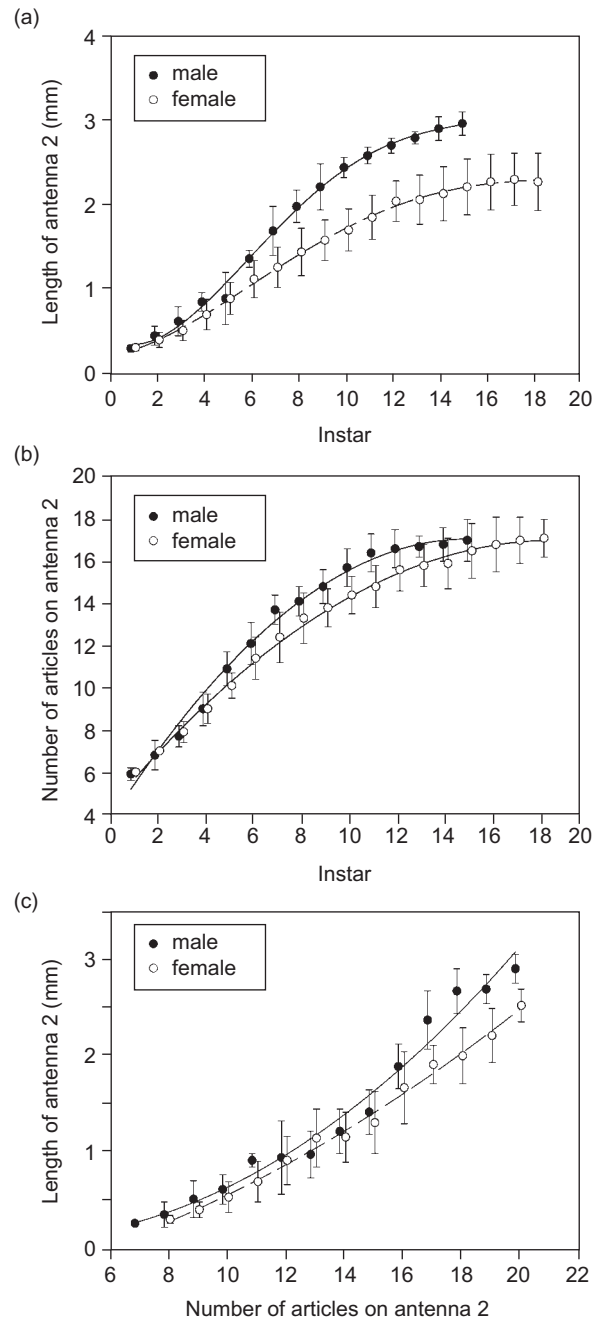 (a)
4
3
2
1
0
Length of antenna 2 (mm)
male
female
0 2 4 6 8 10 12 14 16 18 20
Instar
(b)
20
18
16
14
12
10
8
6
4
Number of articles on antenna 2
male
female
0 2 4 6 8 10 12 14 16 18 20
Instar
(c)
3
2
1
0
Length of antenna 2 (mm)
male
female
6 8 10 12 14 16 18 20 22
Number of articles on antenna 2